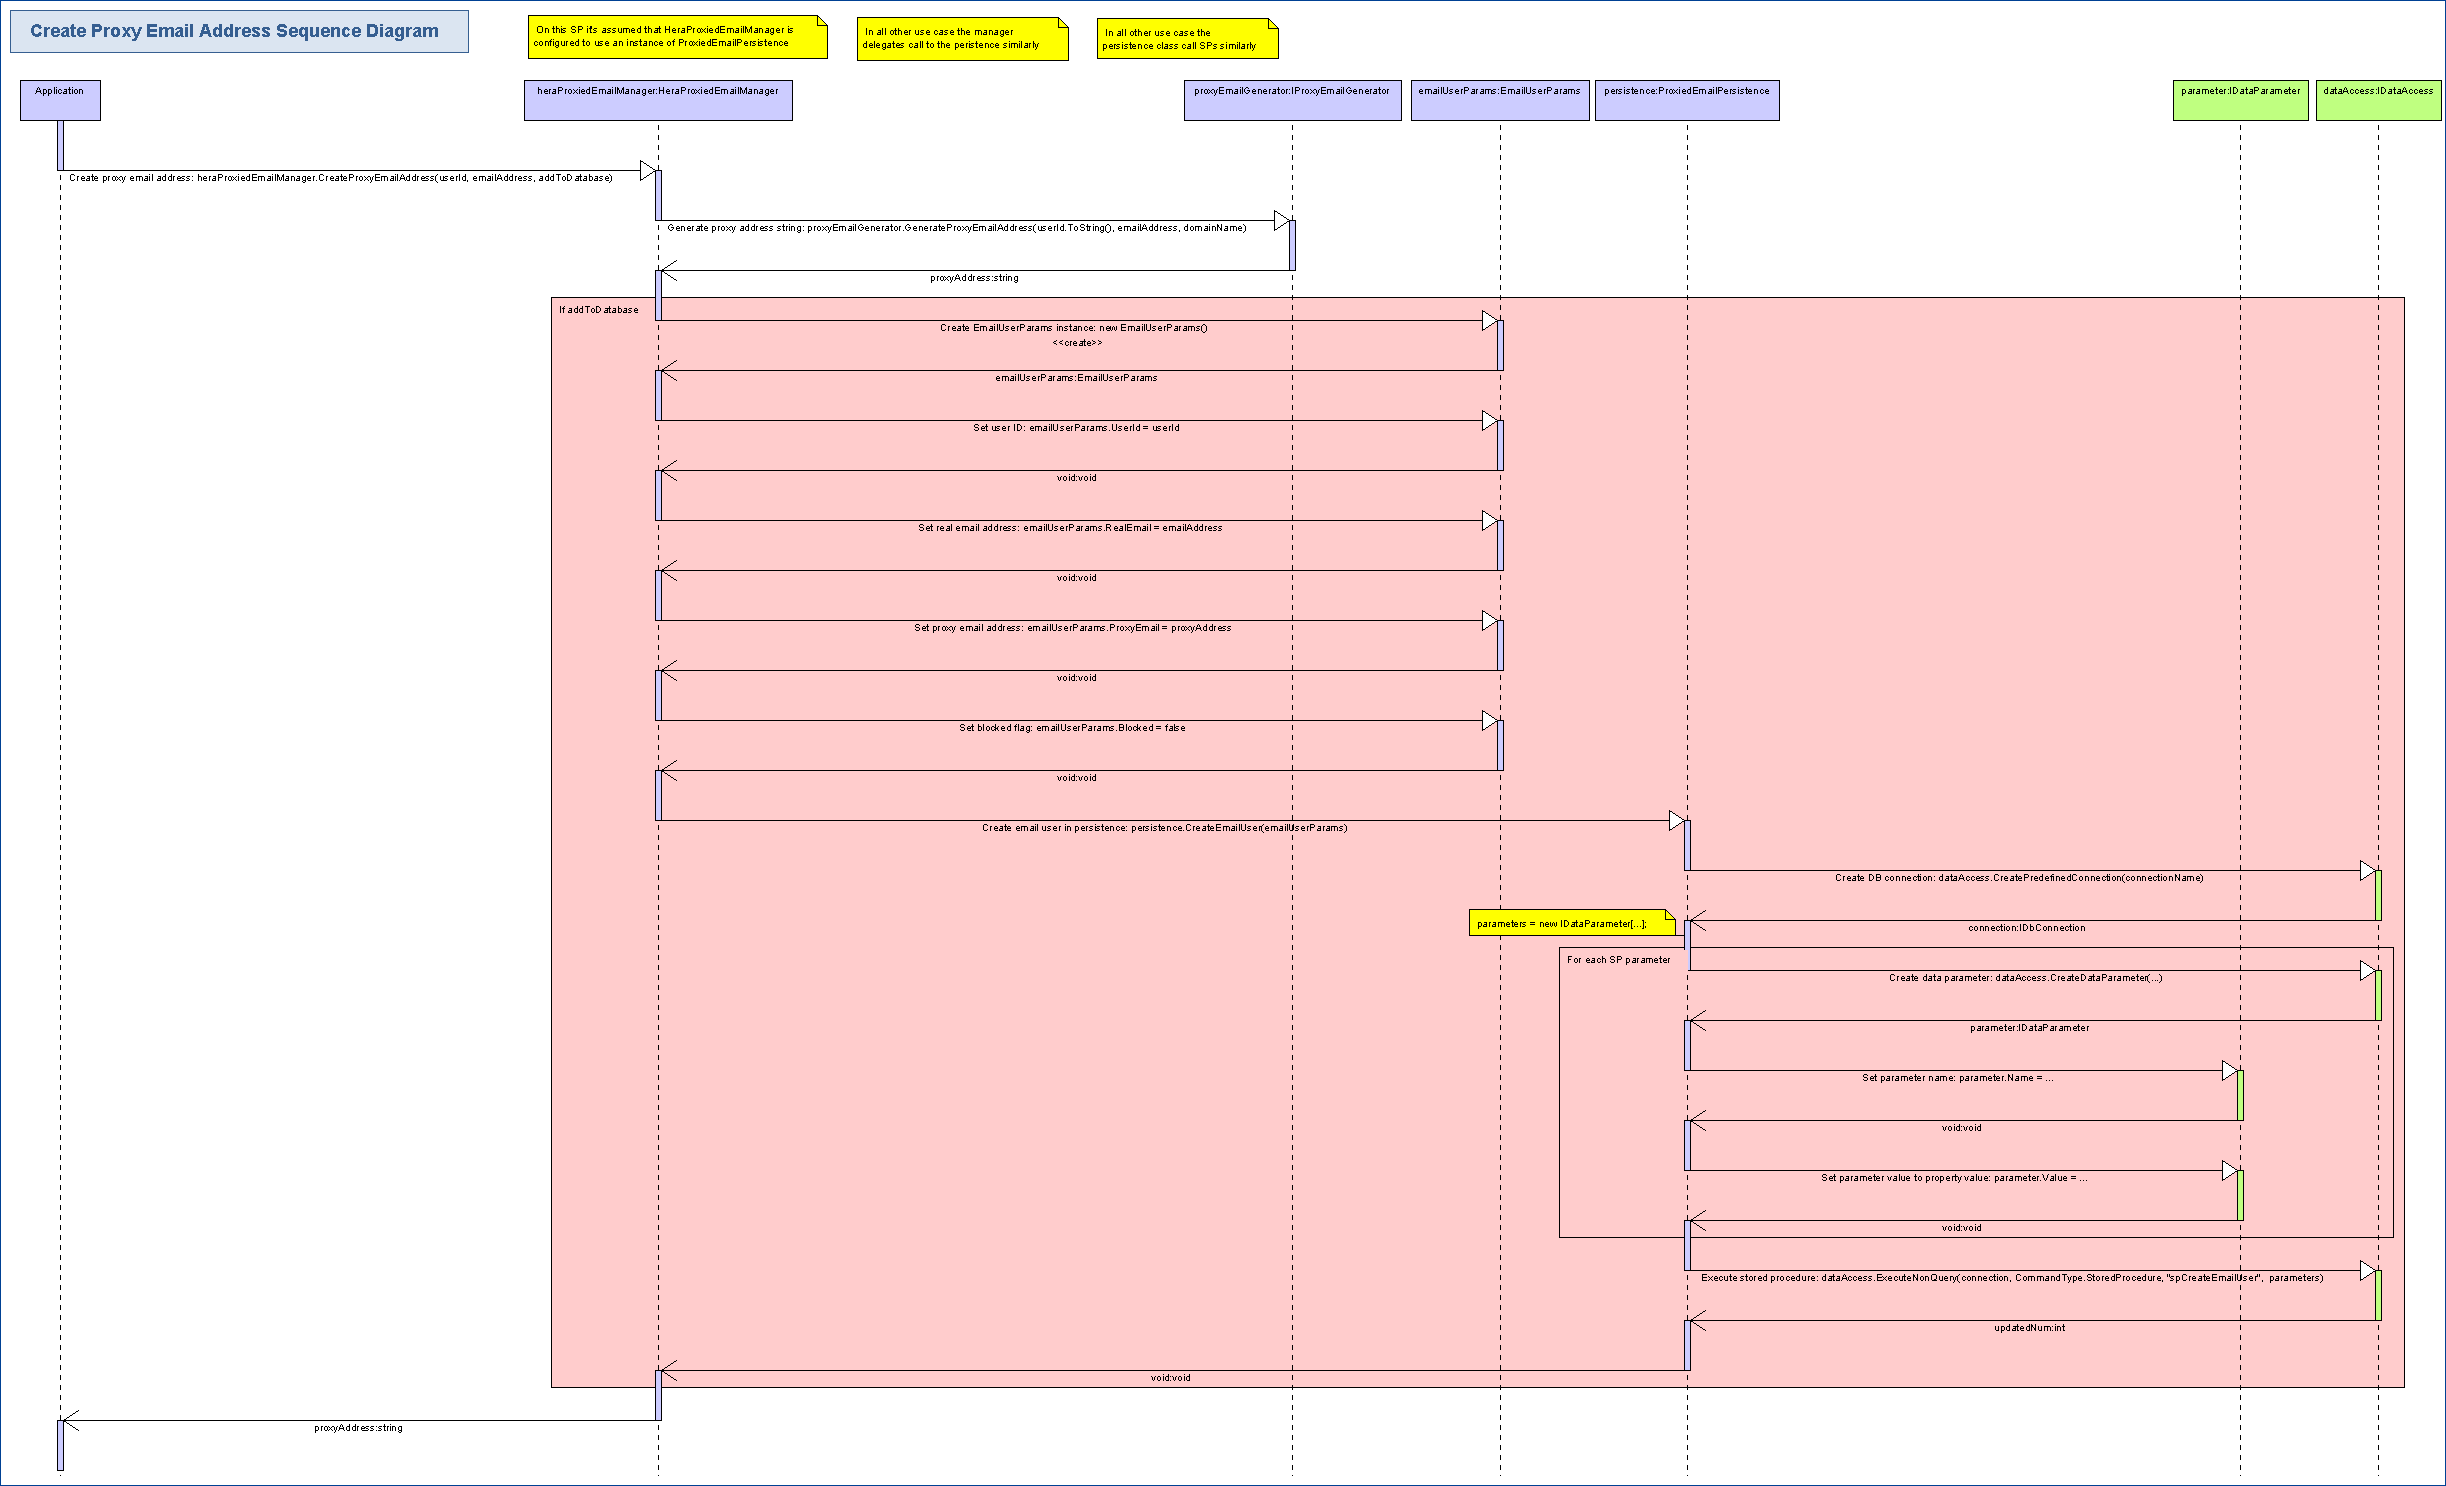 Create Proxy Email Address Sequence Diagram
On this SP its assumed that HeraProxiedEmailManager is
configured to use an instance of ProxiedEmailPersistence
In all other use case the manager
delegates call to the peristence similarly
In all other use case the
persistence class call SPs similarly
Application
heraProxiedEmailManager:HeraProxiedEmailManager
proxyEmailGenerator:IProxyEmailGenerator
emailUserParams:EmailUserParams
persistence:ProxiedEmailPersistence
parameter:IDataParameter
dataAccess:IDataAccess
Create proxy email address: heraProxiedEmailManager.CreateProxyEmailAddress(userId, emailAddress, addToDatabase)
Generate proxy address string: proxyEmailGenerator.GenerateProxyEmailAddress(userId.ToString(), emailAddress, domainName)
proxyAddress:string
If addToDatabase
Create EmailUserParams instance: new EmailUserParams()
<<create>>
emailUserParams:EmailUserParams
Set user ID: emailUserParams.UserId = userId
void:void
Set real email address: emailUserParams.RealEmail = emailAddress
void:void
Set proxy email address: emailUserParams.ProxyEmail = proxyAddress
void:void
Set blocked flag: emailUserParams.Blocked = false
void:void
Create email user in persistence: persistence.CreateEmailUser(emailUserParams)
Create DB connection: dataAccess.CreatePredefinedConnection(connectionName)
parameters = new IDataParameter[...];
connection:IDbConnection
For each SP parameter
Create data parameter: dataAccess.CreateDataParameter(...)
parameter:IDataParameter
Set parameter name: parameter.Name = ...
void:void
Set parameter value to property value: parameter.Value = ...
void:void
Execute stored procedure: dataAccess.ExecuteNonQuery(connection, CommandType.StoredProcedure, "spCreateEmailUser", parameters)
updatedNum:int
void:void
proxyAddress:string